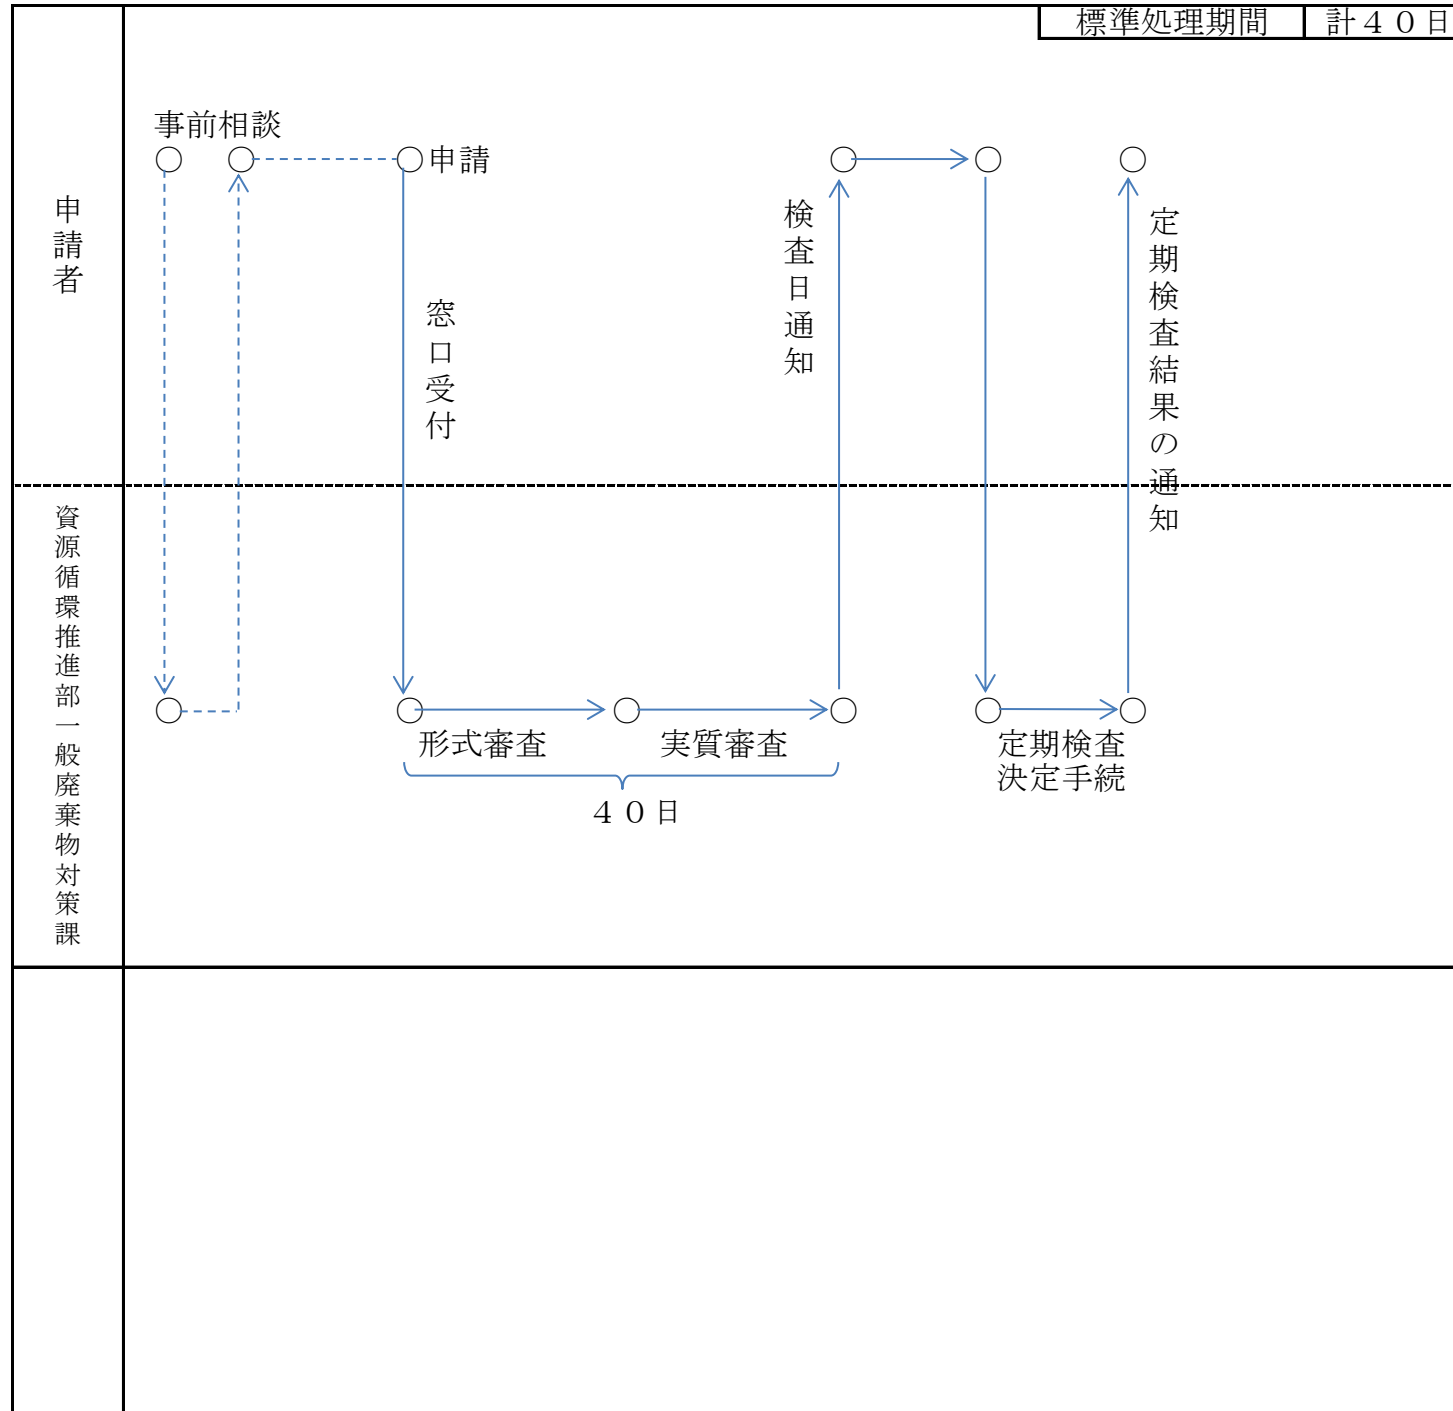 標準処理期間
計４０日
事前相談
申請
申請者
窓口受付
検査日通知
定期検査結果の通知
資源循環推進部一般廃棄物対策課
形式審査
実質審査
定期検査
決定手続
４０日